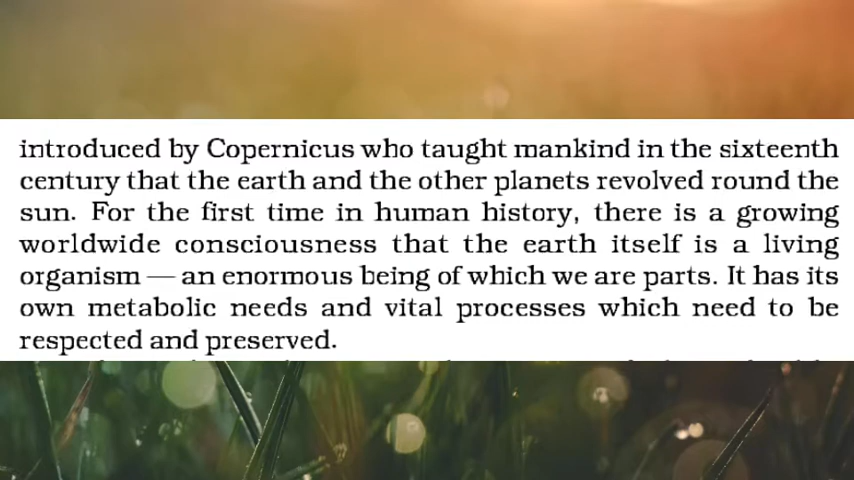 introduced by Copernicus who taught mankind in the sixteenth
century that the earth and the other planets revolved round the
sun. For the first time in human history, there is a growing
worldwide consciousness that the earth itself is a living
organism — an enormous being of which we are parts. It has its
own metabolic needs and vital processes which need to be
respected and preserved.